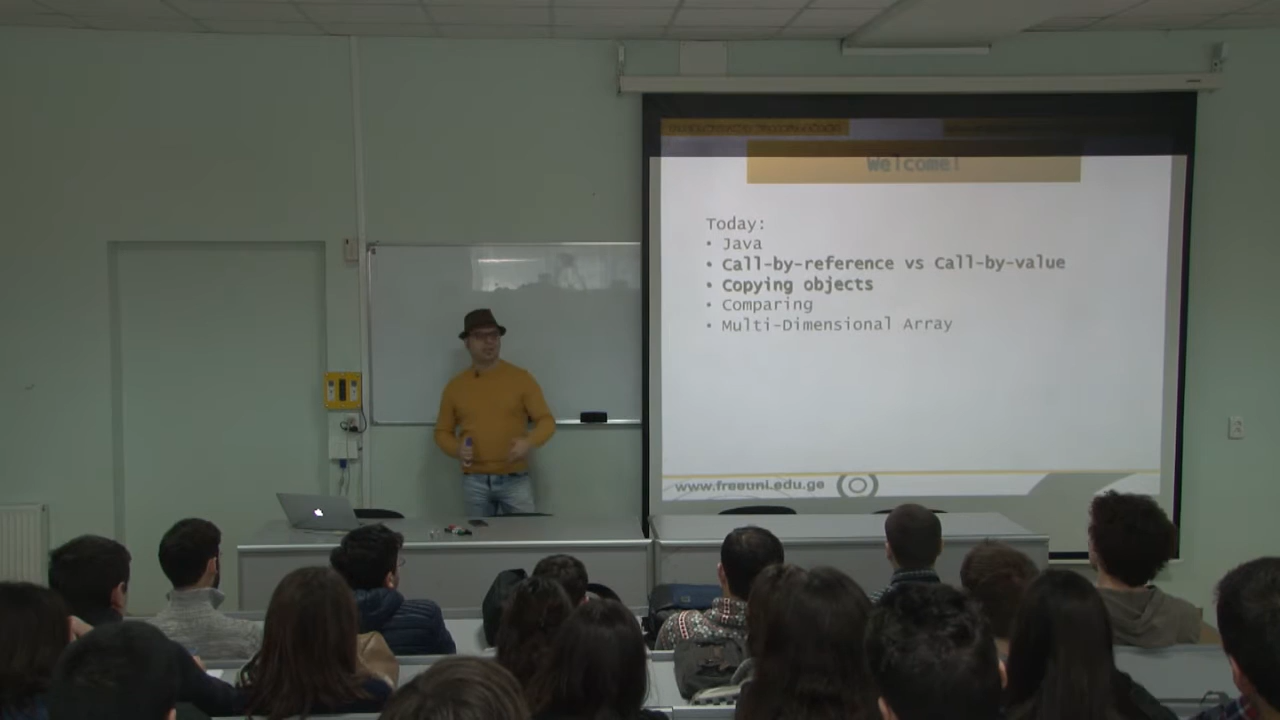 Welcome!
Today:
• Java
• Call-by-reference vs Call-by-value
• Copying objects
• Comparing
• Multi-Dimensional Array
www.freeuni.edu.ge